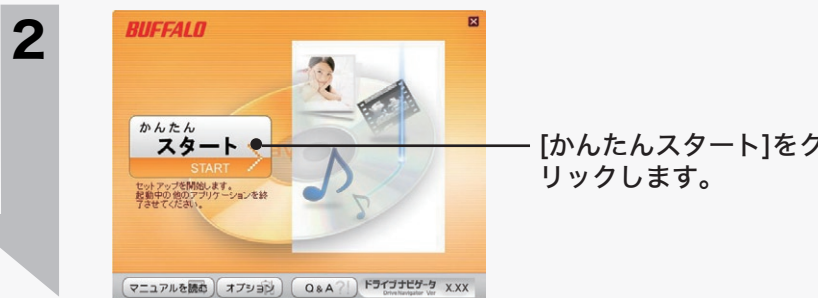 2
BUFFALO
かんたん
スタート
START
セットアップを開始します。
起動中の他のアプリケーションを終
了させてください。
[かんたんスタート]をク
リックします。
マニュアルを読む
オプション
Q&A ?!
ドライブナビゲータ X.XX
DriveNavigator Ver